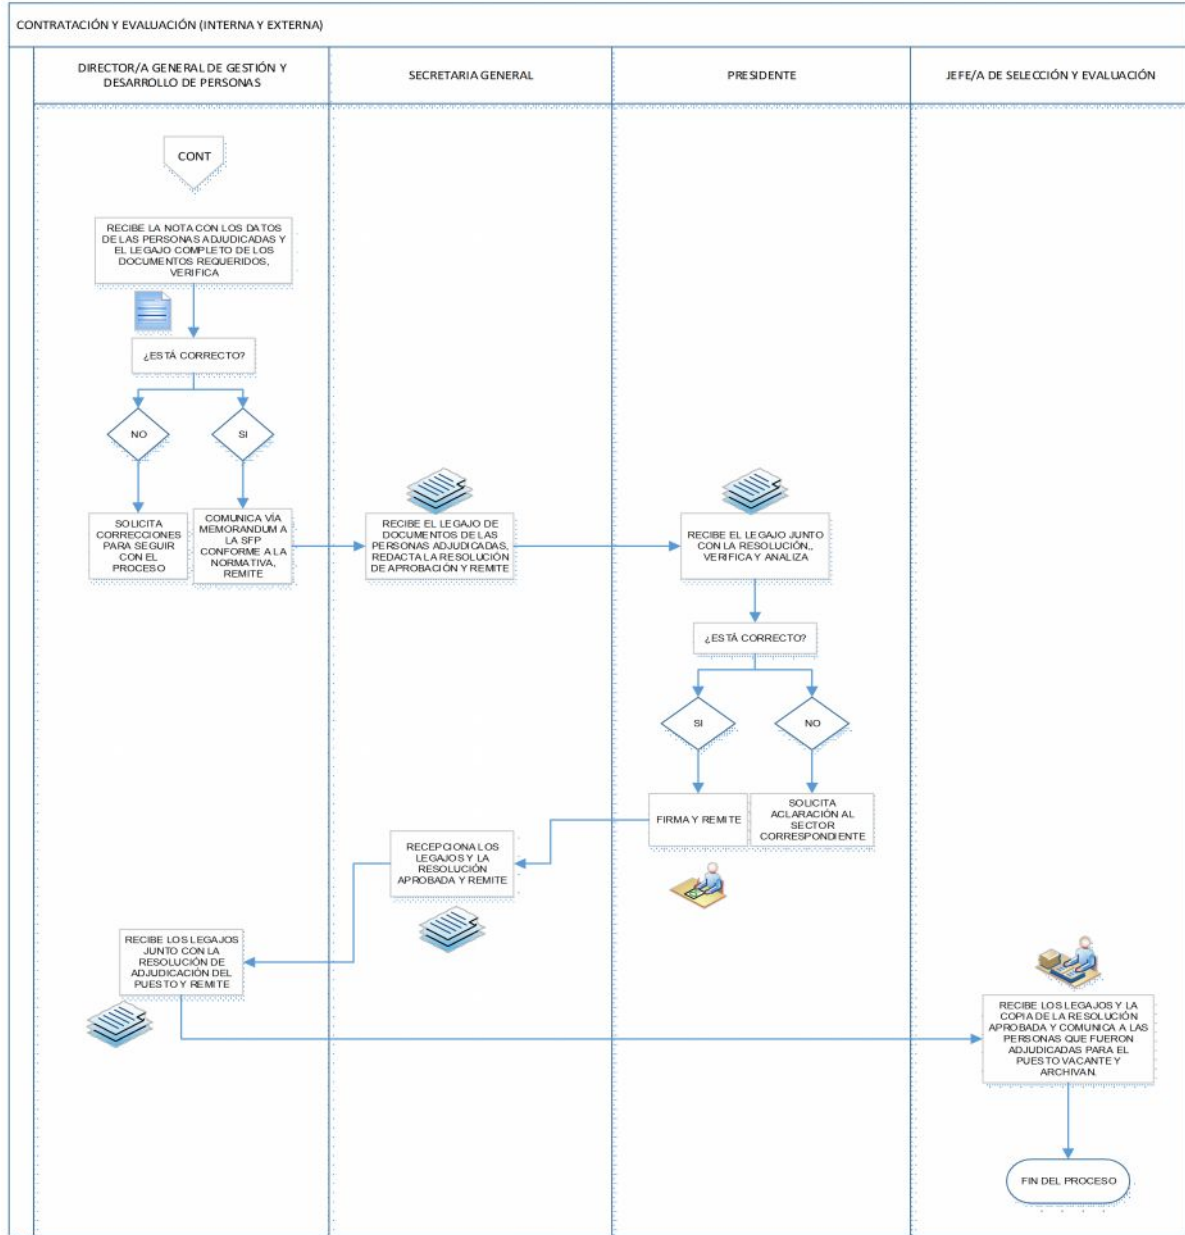 CONTRATACIÓN Y EVALUACIÓN (INTERNA Y EXTERNA)
DIRECTOR/A GENERAL DE GESTIÓN Y
DESARROLLO DE PERSONAS
SECRETARIA GENERAL
PRESIDENTE
JEFE/A DE SELECCIÓN Y EVALUACIÓN
CONT
RECIBE LA NOTA CON LOS DATOS
DE LAS PERSONAS ADJUDICADAS Y
EL LEGAJO COMPLETO DE LOS
DOCUMENTOS REQUERIDOS,
VERIFICA
¿ESTÁ CORRECTO?
NO
SI
SOLICITA
CORRECCIONES
PARA SEGUIR
CON EL
PROCESO
COMUNICA VÍA
MEMORANDUM A
LA SFP
CONFORME A LA
NORMATIVA,
REMITE
RECIBE EL LEGAJO DE
DOCUMENTOS DE LAS
PERSONAS ADJUDICADAS,
REDACTA LA RESOLUCIÓN
DE APROBACIÓN Y REMITE
RECIBE EL LEGAJO JUNTO
CON LA RESOLUCIÓN,,
VERIFICA Y ANALIZA
¿ESTÁ CORRECTO?
SI
NO
FIRMA Y REMITE
SOLICITA
ACLARACIÓN AL
SECTOR
CORRESPONDIENTE
RECEPCIONA LOS
LEGAJOS Y LA
RESOLUCIÓN
APROBADA Y REMITE
RECIBE LOS LEGAJOS
JUNTO CON LA
RESOLUCIÓN DE
ADJUDICACIÓN DEL
PUESTO Y REMITE
RECIBE LOS LEGAJOS Y LA
COPIA DE LA RESOLUCIÓN
APROBADA Y COMUNICA A LAS
PERSONAS QUE FUERON
ADJUDICADAS PARA EL
PUESTO VACANTE Y
ARCHIVAN.
FIN DEL PROCESO